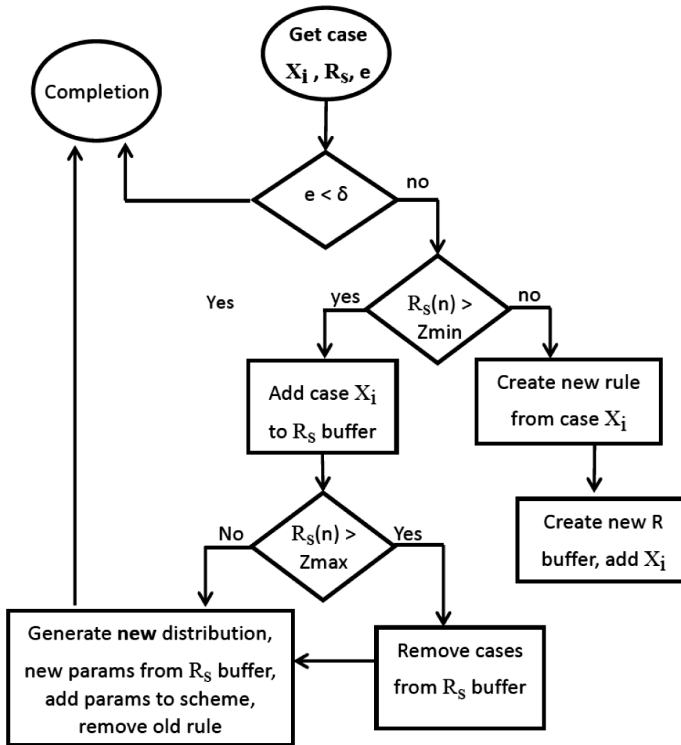 Get case
Xi , Rs, e
Completion
e < δ
no
Rs(n) >
Zmin
Yes
yes
no
Add case Xi
to Rs buffer
Create new rule
from case Xi
Rs(n) >
Zmax
No
Yes
Create new R
buffer, add Xi
Generate new distribution,
new params from Rs buffer,
add params to scheme,
remove old rule
Remove cases
from Rs buffer